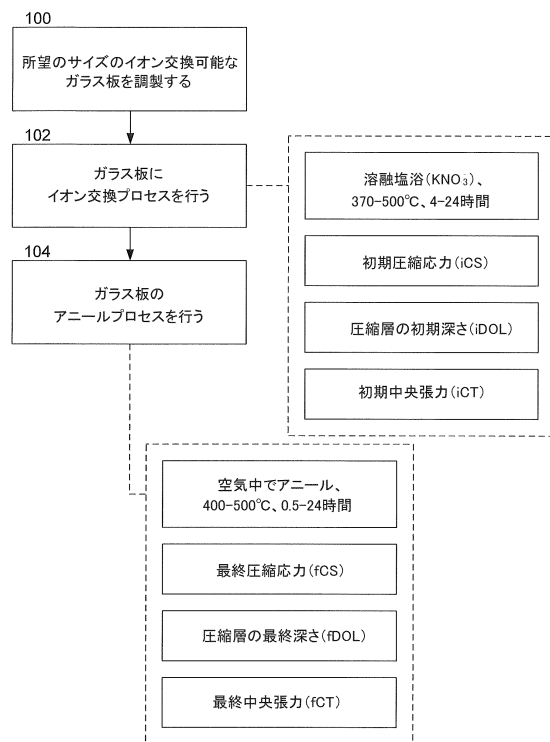 100
所望のサイズのイオン交換可能な
ガラス板を調製する
102
ガラス板に
イオン交換プロセスを行う
104
ガラス板の
アニールプロセスを行う
溶融塩浴(KNO₃)、
370-500℃、4-24時間
初期圧縮応力(iCS)
圧縮層の初期深さ(iDOL)
初期中央張力(iCT)
空気中でアニール、
400-500℃、0.5-24時間
最終圧縮応力(fCS)
圧縮層の最終深さ(fDOL)
最終中央張力(fCT)